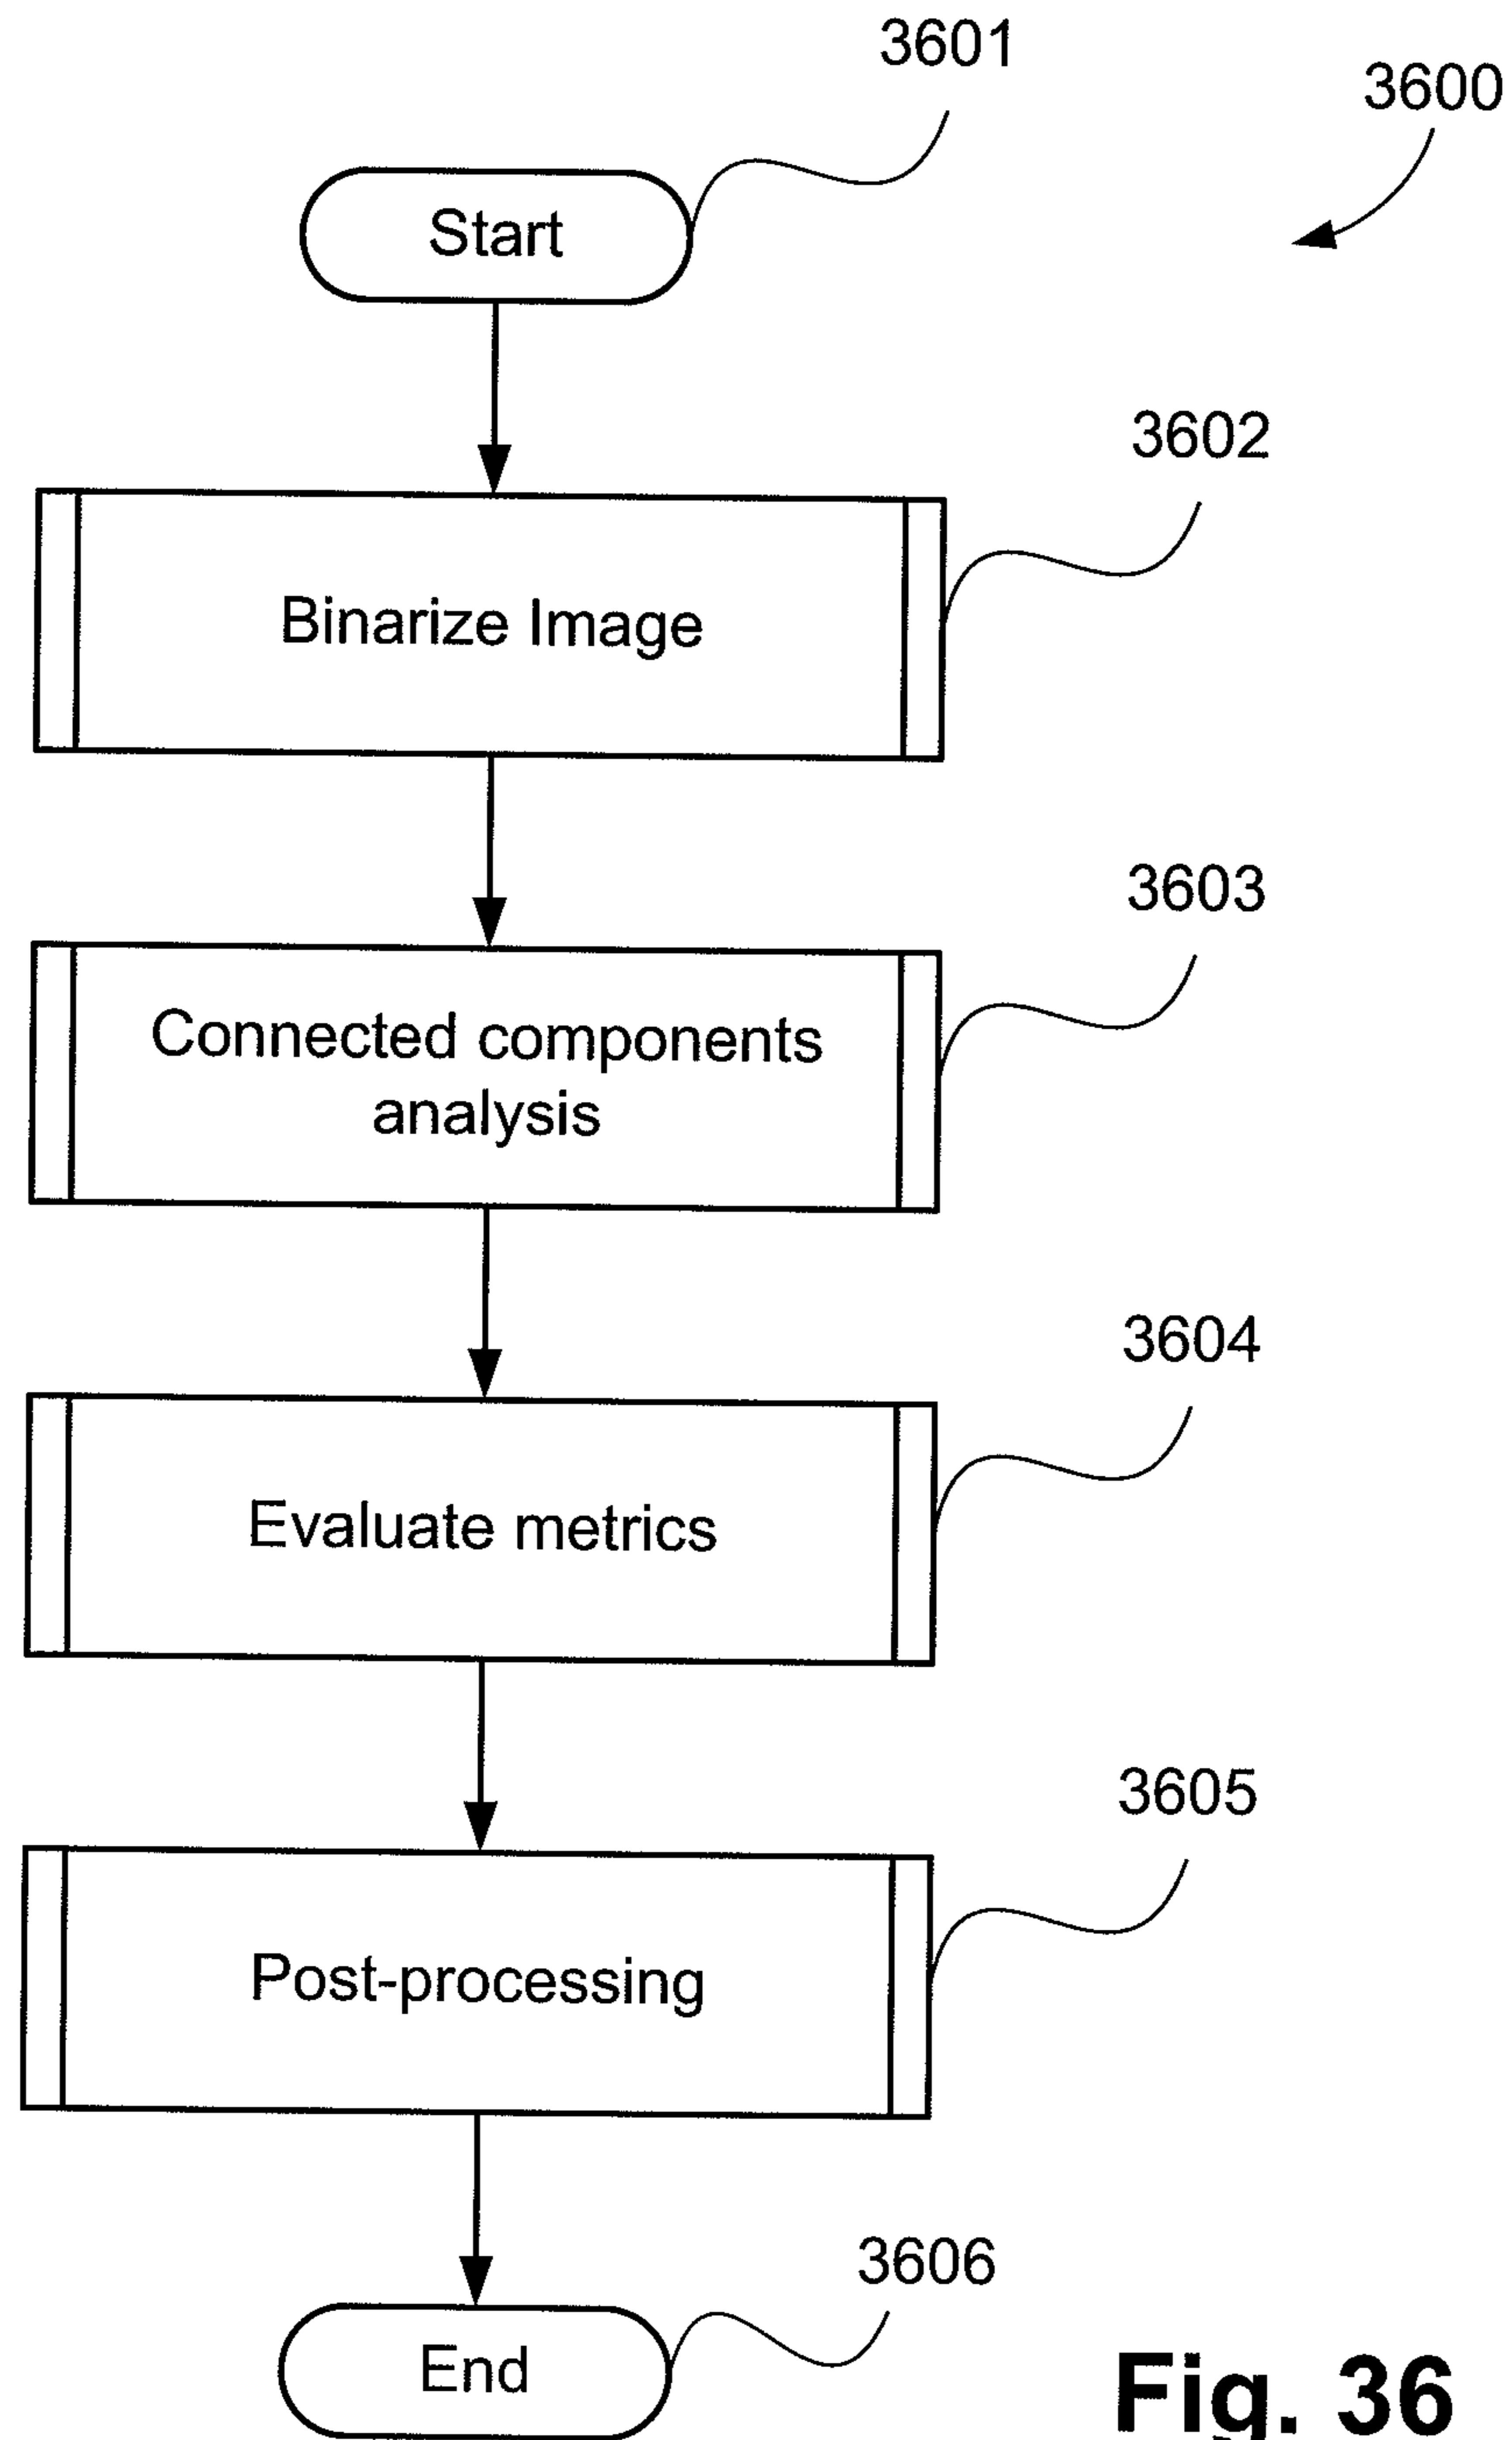 3601
3600
Start
3602
Binarize Image
3603
Connected components
analysis
3604
Evaluate metrics
3605
Post-processing
3606
End
Fig. 36